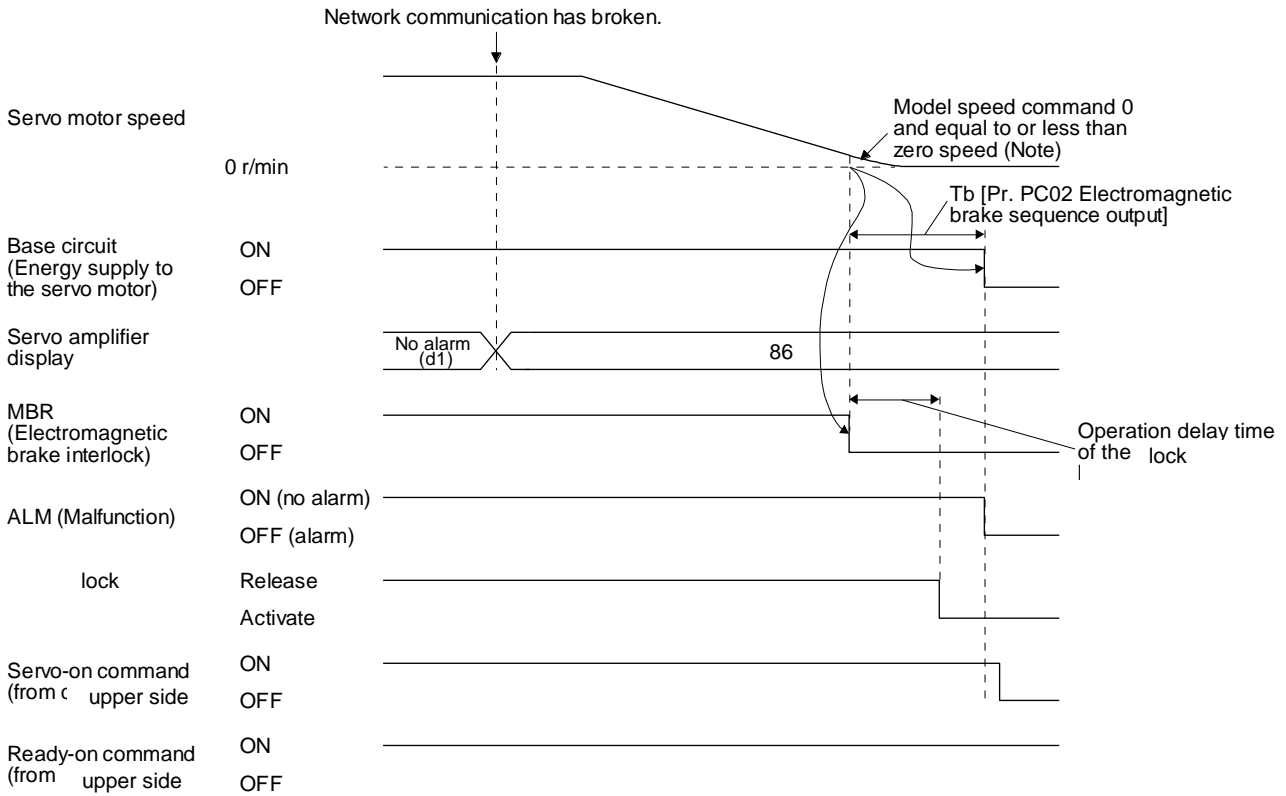 Network communication has broken.
Servo motor speed
0 r/min
Model speed command 0
and equal to or less than
zero speed (Note)
Tb [Pr. PC02 Electromagnetic
brake sequence output]
Base circuit
(Energy supply to
the servo motor)
ON
OFF
Servo amplifier
display
No alarm
(d1)
86
MBR
(Electromagnetic
brake interlock)
ON
OFF
Operation delay time
of the lock
ALM (Malfunction)
ON (no alarm)
OFF (alarm)
lock
Release
Activate
Servo-on command
(from upper side
ON
OFF
Ready-on command
(from upper side
ON
OFF